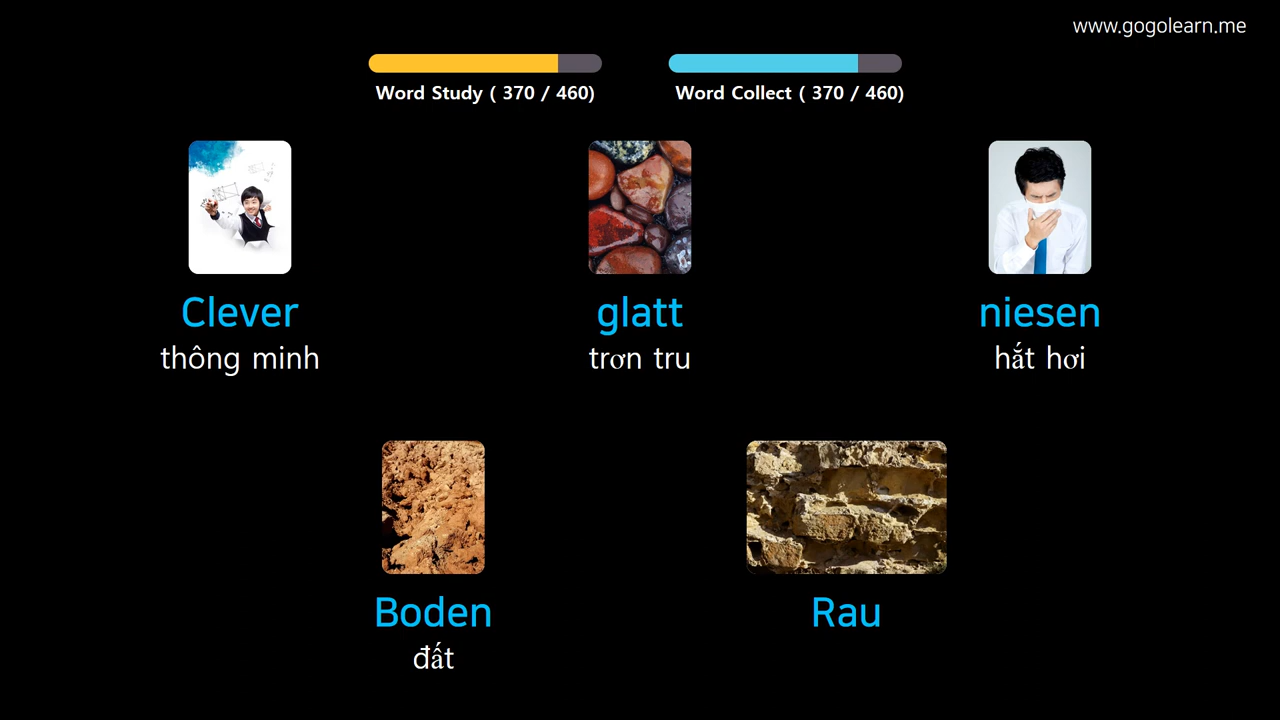 www.gogolearn.me
Word Study ( 370 / 460)
Word Collect ( 370 / 460)
Clever
thông minh
glatt
trơn tru
niesen
hắt hơi
Boden
đất
Rau